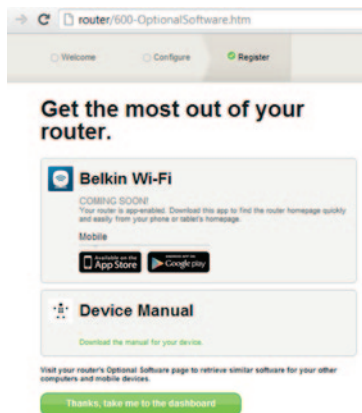 router/600-OptionalSoftware.htm
Welcome Configure Register
Get the most out of your
router.
Belkin Wi-Fi
COMING SOON!
Your router is app-enabled. Download this app to find the router homepage quickly
and easily from your phone or tablet's homepage.
Mobile
Available on the
App Store
Google play
Device Manual
Download the manual for your device.
Visit your router's Optional Software page to retrieve similar software for your other
computers and mobile devices.
Thanks, take me to the dashboard